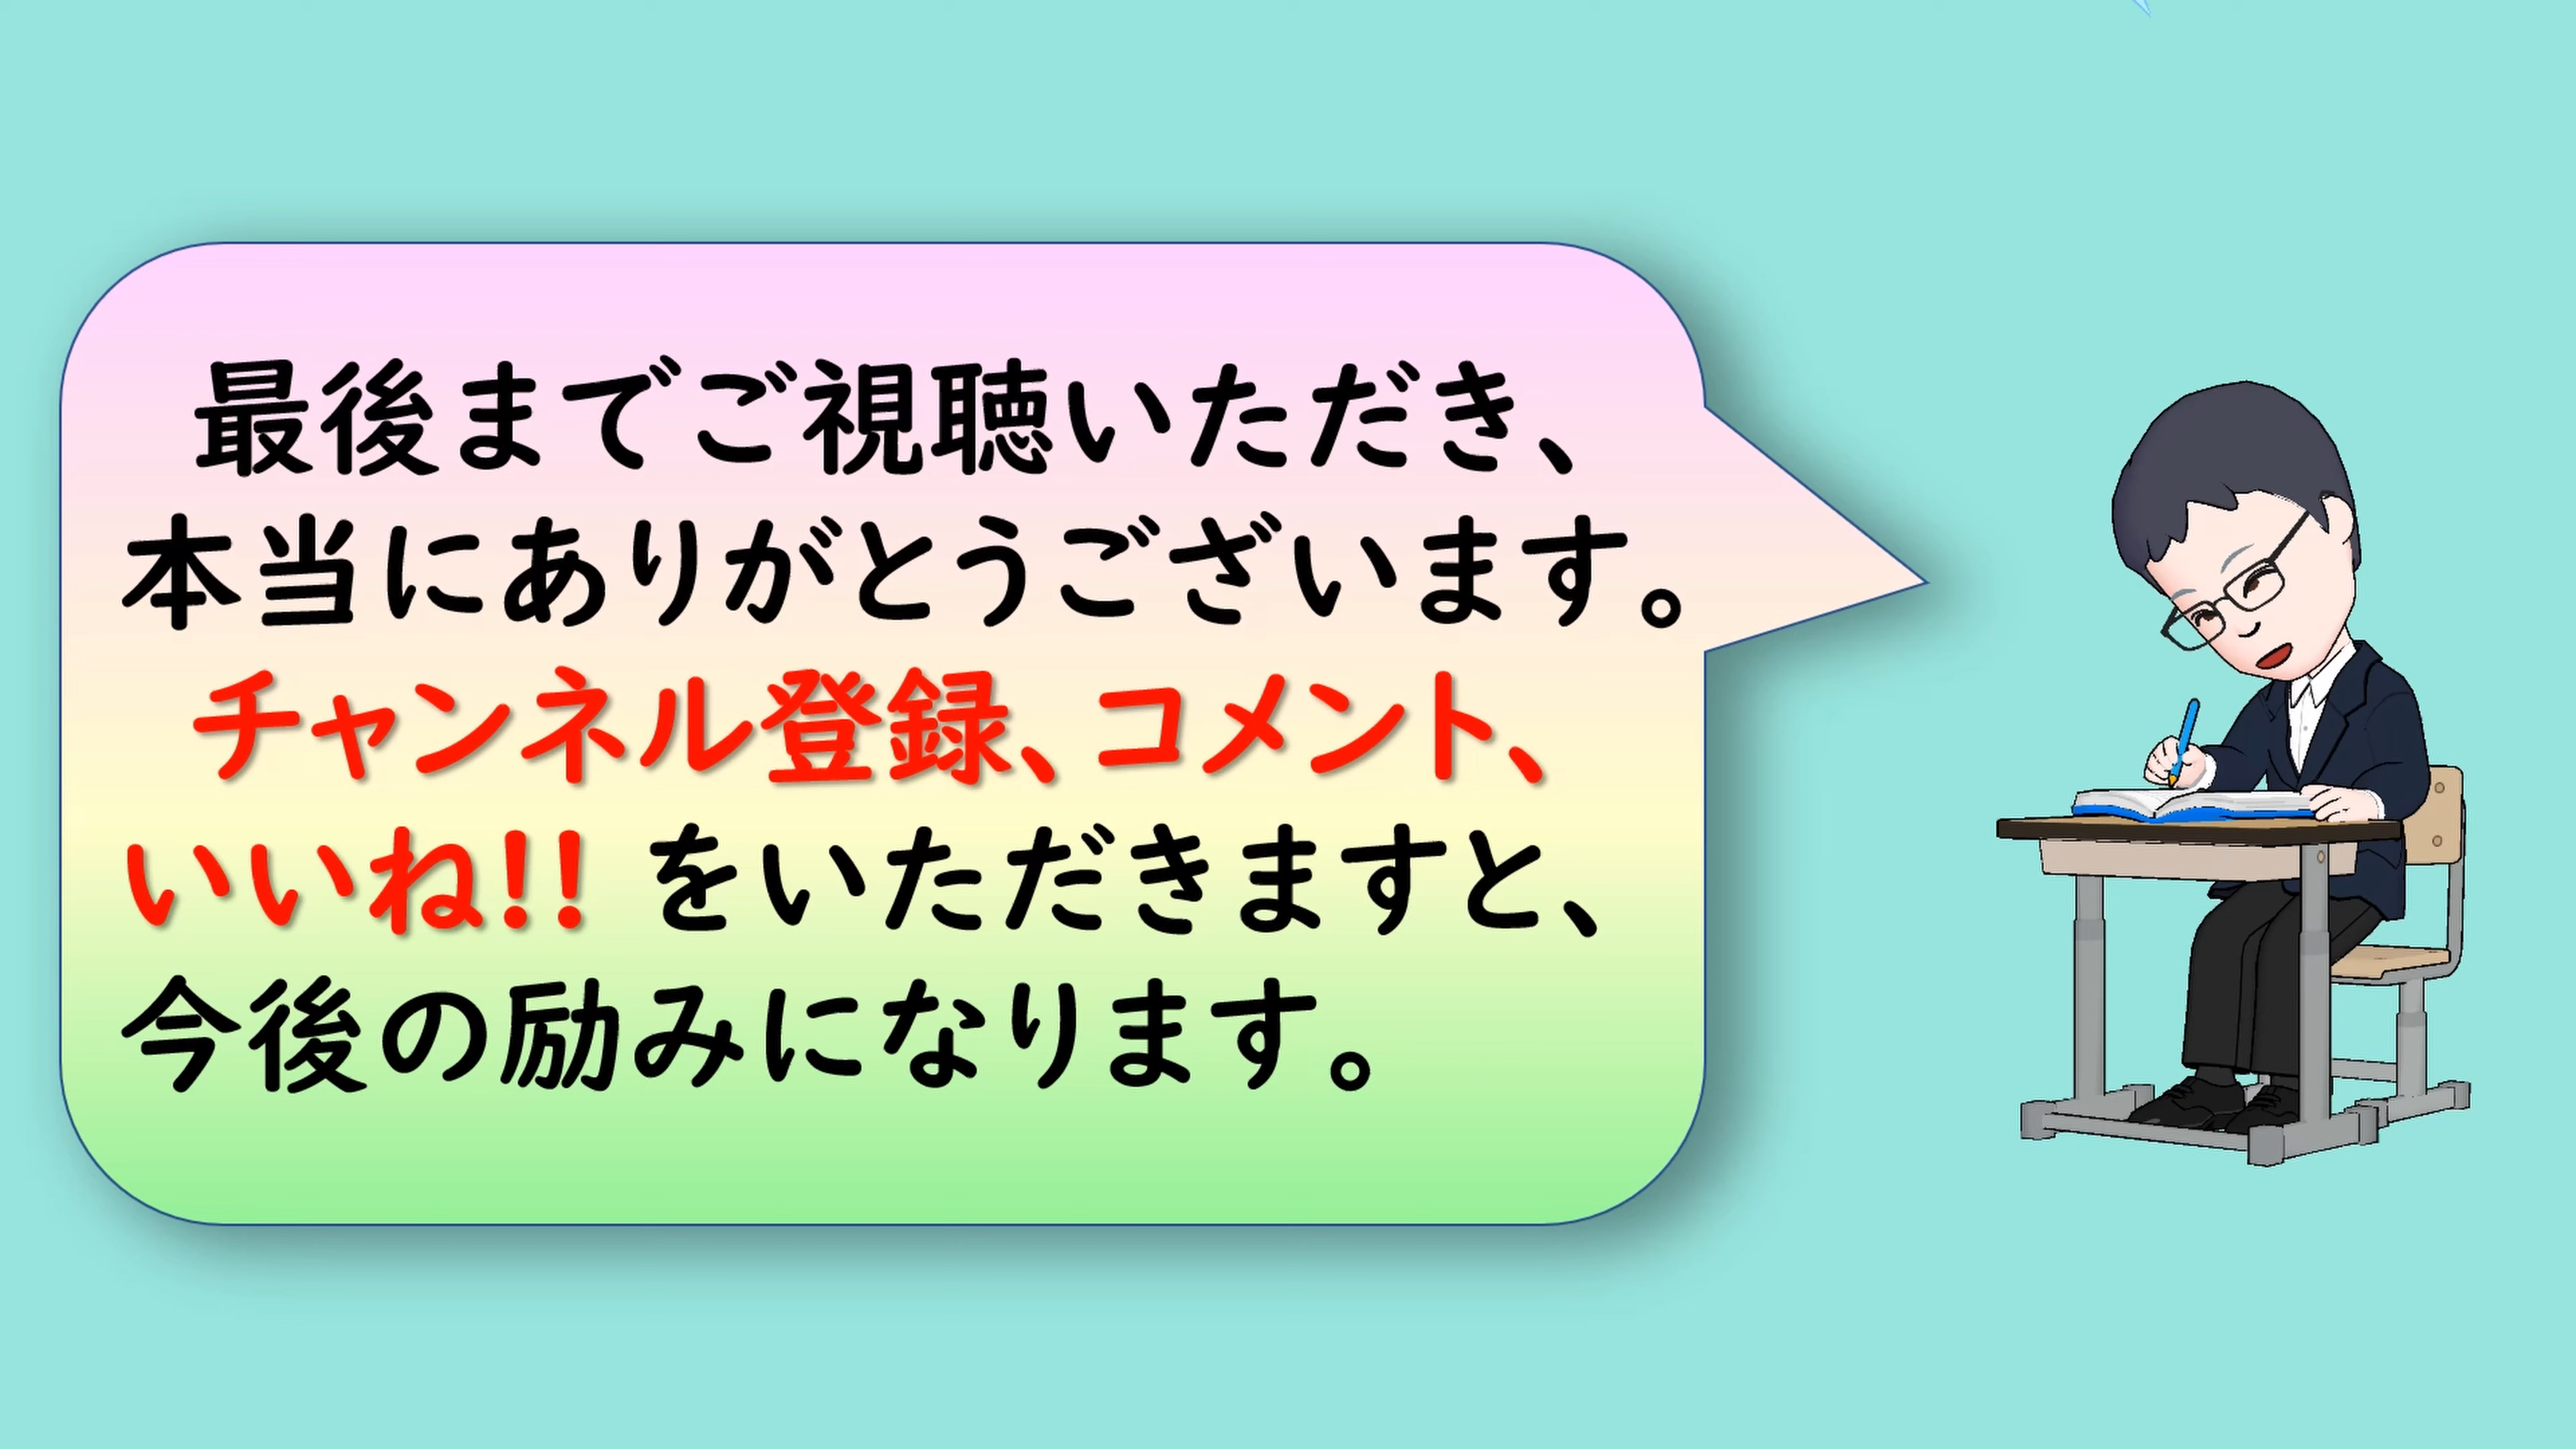 最後までご視聴いただき、
本当にありがとうございます。
チャンネル登録、コメント、
いいね!! をいただきますと、
今後の励みになります。